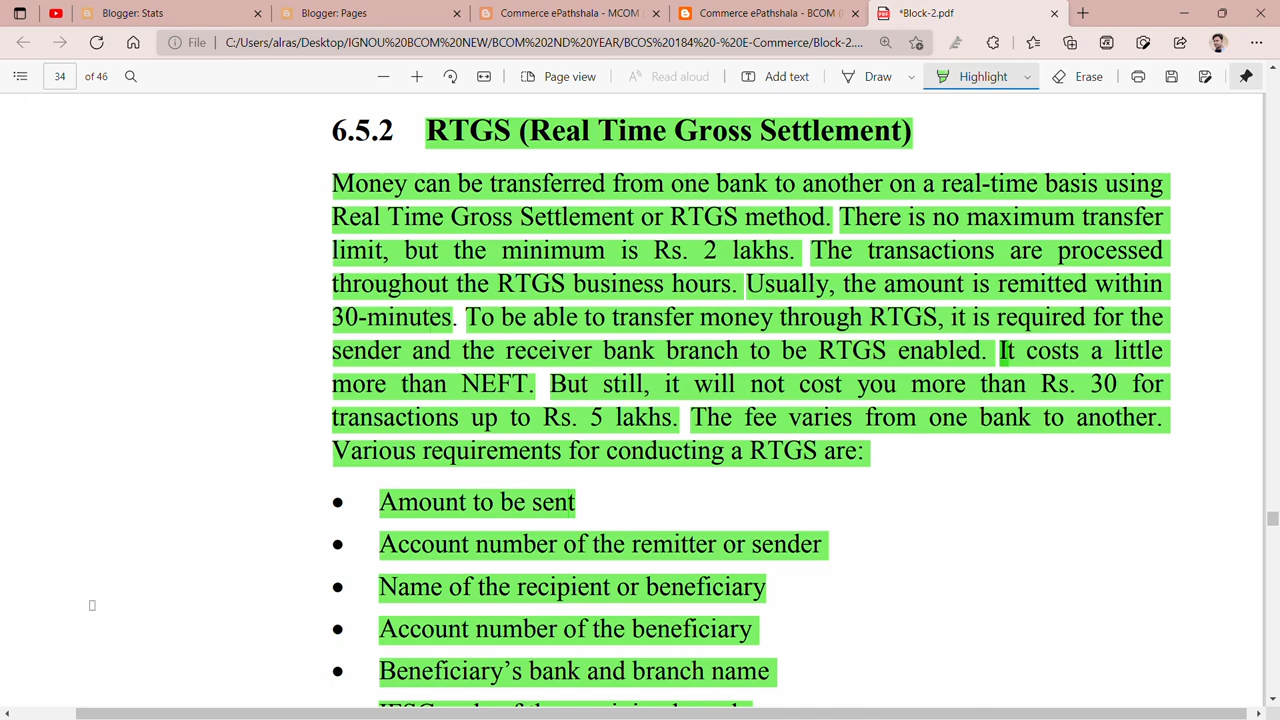 Blogger: Stats
Blogger: Pages
Commerce ePathshala - MCOM (
Commerce ePathshala - BCOM (
*Block-2.pdf
File
C:/Users/alras/Desktop/IGNOU%20BCOM%20NEW/BCOM%202ND%20YEAR/BCOS%20184%20-%20E-Commerce/Block-2....
34 of 46
Page view
Read aloud
Add text
Draw
Highlight
Erase
6.5.2 RTGS (Real Time Gross Settlement)
Money can be transferred from one bank to another on a real-time basis using
Real Time Gross Settlement or RTGS method. There is no maximum transfer
limit, but the minimum is Rs. 2 lakhs. The transactions are processed
throughout the RTGS business hours. Usually, the amount is remitted within
30-minutes. To be able to transfer money through RTGS, it is required for the
sender and the receiver bank branch to be RTGS enabled. It costs a little
more than NEFT. But still, it will not cost you more than Rs. 30 for
transactions up to Rs. 5 lakhs. The fee varies from one bank to another.
Various requirements for conducting a RTGS are:
• Amount to be sent
• Account number of the remitter or sender
• Name of the recipient or beneficiary
• Account number of the beneficiary
• Beneficiary's bank and branch name